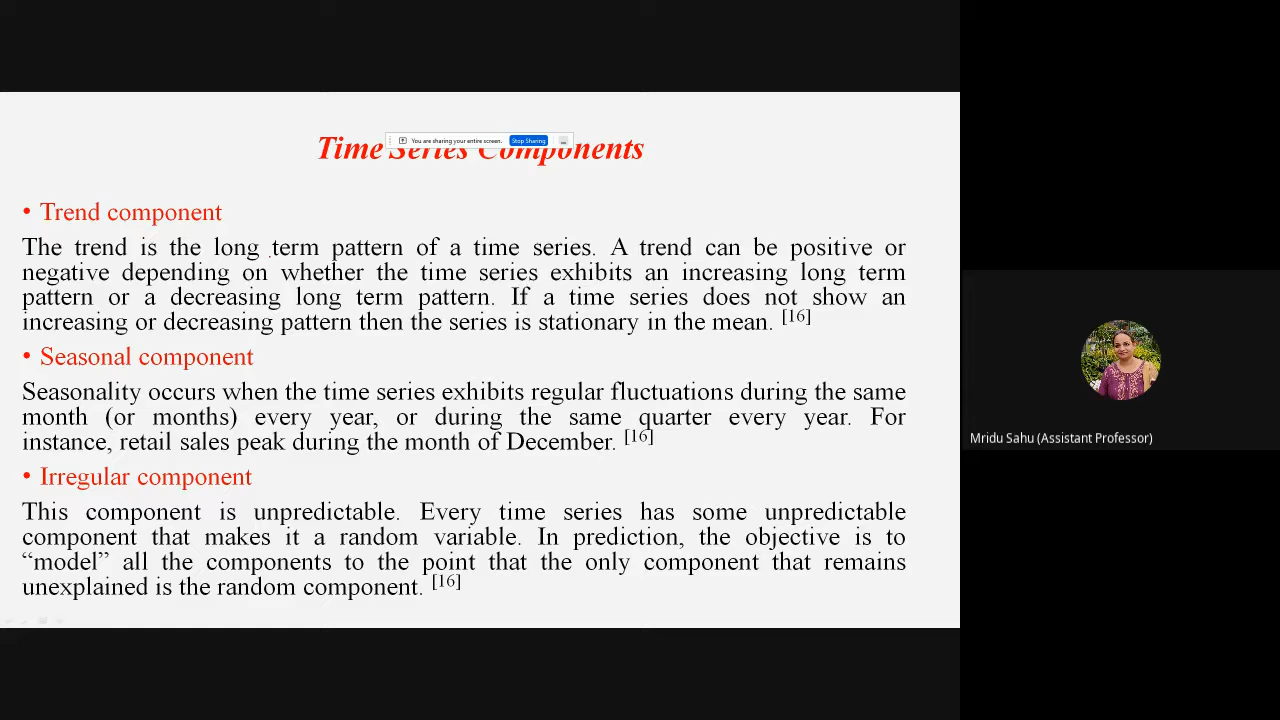 You are sharing your entire screen. Stop Sharing
Time Series Components
• Trend component
The trend is the long term pattern of a time series. A trend can be positive or
negative depending on whether the time series exhibits an increasing long term
pattern or a decreasing long term pattern. If a time series does not show an
increasing or decreasing pattern then the series is stationary in the mean. [16]
• Seasonal component
Seasonality occurs when the time series exhibits regular fluctuations during the same
month (or months) every year, or during the same quarter every year. For
instance, retail sales peak during the month of December. [16]
• Irregular component
This component is unpredictable. Every time series has some unpredictable
component that makes it a random variable. In prediction, the objective is to
“model” all the components to the point that the only component that remains
unexplained is the random component. [16]
Mridu Sahu (Assistant Professor)